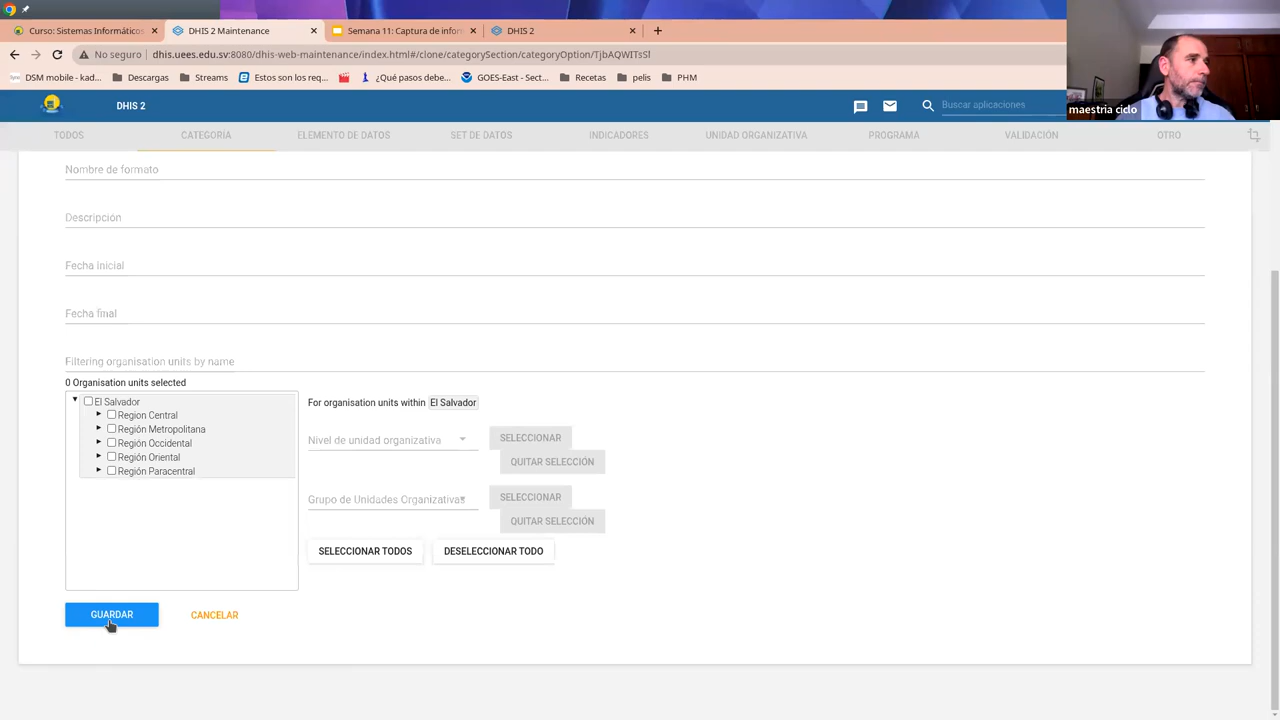 Curso: Sistemas Informáticos
DHIS 2 Maintenance
Semana 11: Captura de infor
DHIS 2
No seguro
dhis.uees.edu.sv:8080/dhis-web-maintenance/index.html#/clone/categorySection/categoryOption/TjbAQWITsSl
DSM mobile - kad...
Descargas
Streams
Estos son los req...
¿Qué pasos debe...
GOES-East - Sect...
Recetas
pelis
PHM
maestria ciclo
DHIS 2
Buscar aplicaciones
TODOS
CATEGORÍA
ELEMENTO DE DATOS
SET DE DATOS
INDICADORES
UNIDAD ORGANIZATIVA
PROGRAMA
VALIDACIÓN
OTRO
Nombre de formato
Descripción
Fecha inicial
Fecha final
Filtering organisation units by name
0 Organisation units selected
El Salvador
Region Central
Región Metropolitana
Región Occidental
Región Oriental
Región Paracentral
For organisation units within El Salvador
Nivel de unidad organizativa
SELECCIONAR
QUITAR SELECCIÓN
Grupo de Unidades Organizativas
SELECCIONAR
QUITAR SELECCIÓN
SELECCIONAR TODOS
DESELECCIONAR TODO
GUARDAR
CANCELAR